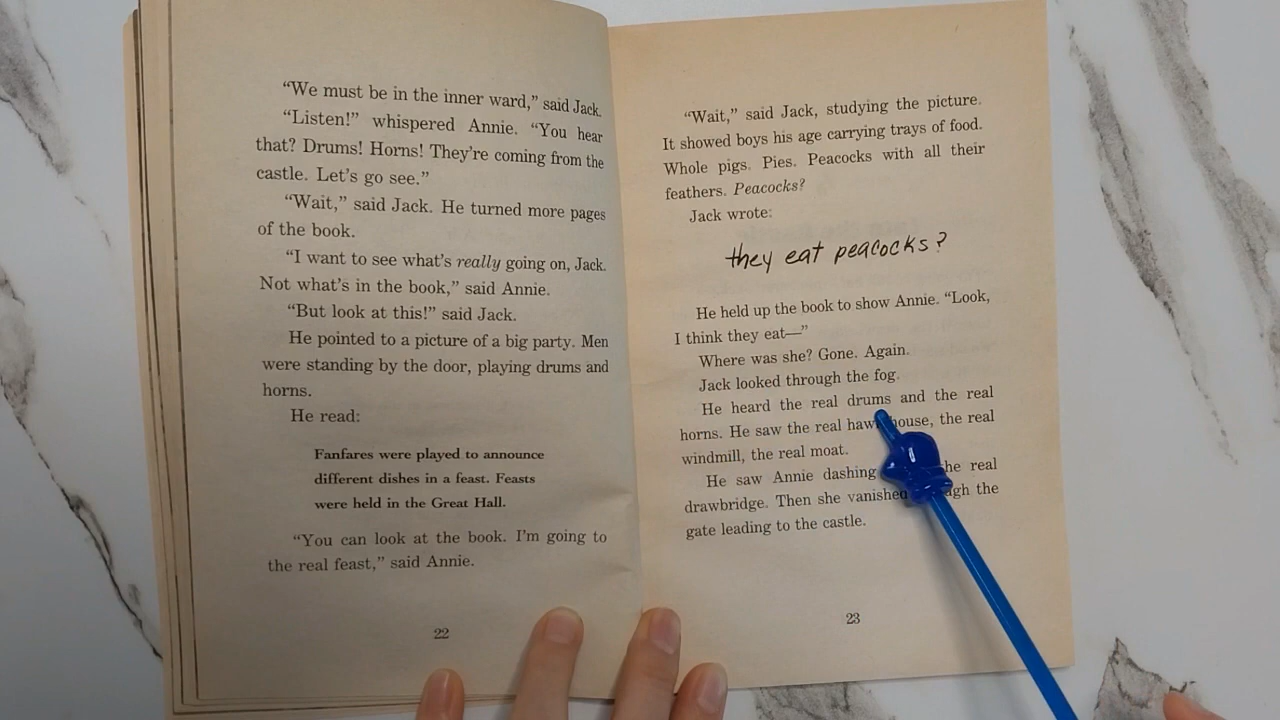 “We must be in the inner ward,” said Jack.
“Listen!” whispered Annie. “You hear
that? Drums! Horns! They’re coming from the
castle. Let’s go see.”
“Wait,” said Jack. He turned more pages
of the book.
“I want to see what’s really going on, Jack.
Not what’s in the book,” said Annie.
“But look at this!” said Jack.
He pointed to a picture of a big party. Men
were standing by the door, playing drums and
horns.
He read:
Fanfares were played to announce
different dishes in a feast. Feasts
were held in the Great Hall.
“You can look at the book. I’m going to
the real feast,” said Annie.
22
“Wait,” said Jack, studying the picture.
It showed boys his age carrying trays of food.
Whole pigs. Pies. Peacocks with all their
feathers. Peacocks?
Jack wrote:
they eat peacocks?
He held up the book to show Annie. “Look,
I think they eat—”
Where was she? Gone. Again.
Jack looked through the fog.
He heard the real drums and the real
horns. He saw the real house, the real
windmill, the real moat.
He saw Annie dashing the real
drawbridge. Then she vanished the
gate leading to the castle.
23